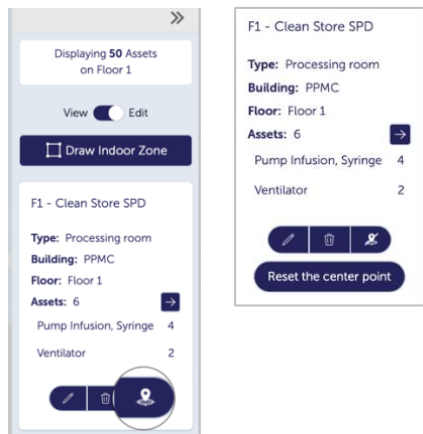 Displaying 50 Assets
on Floor 1
View Edit
Draw Indoor Zone
F1 - Clean Store SPD
Type: Processing room
Building: PPMC
Floor: Floor 1
Assets: 6
Pump Infusion, Syringe 4
Ventilator 2
F1 - Clean Store SPD
Type: Processing room
Building: PPMC
Floor: Floor 1
Assets: 6
Pump Infusion, Syringe 4
Ventilator 2
Reset the center point